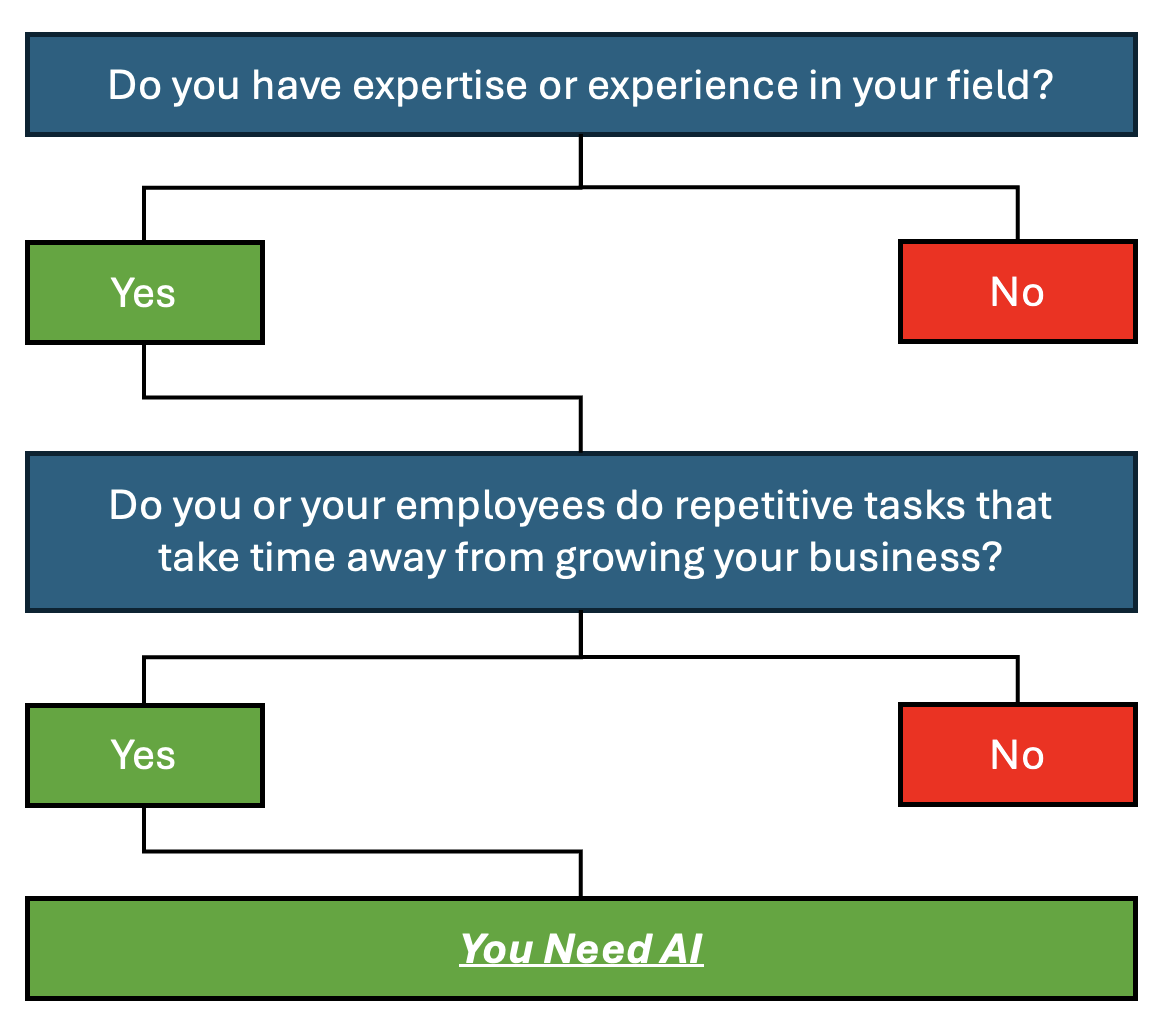 Do you have expertise or experience in your field?
Yes
No
Do you or your employees do repetitive tasks that
take time away from growing your business?
Yes
No
You Need AI